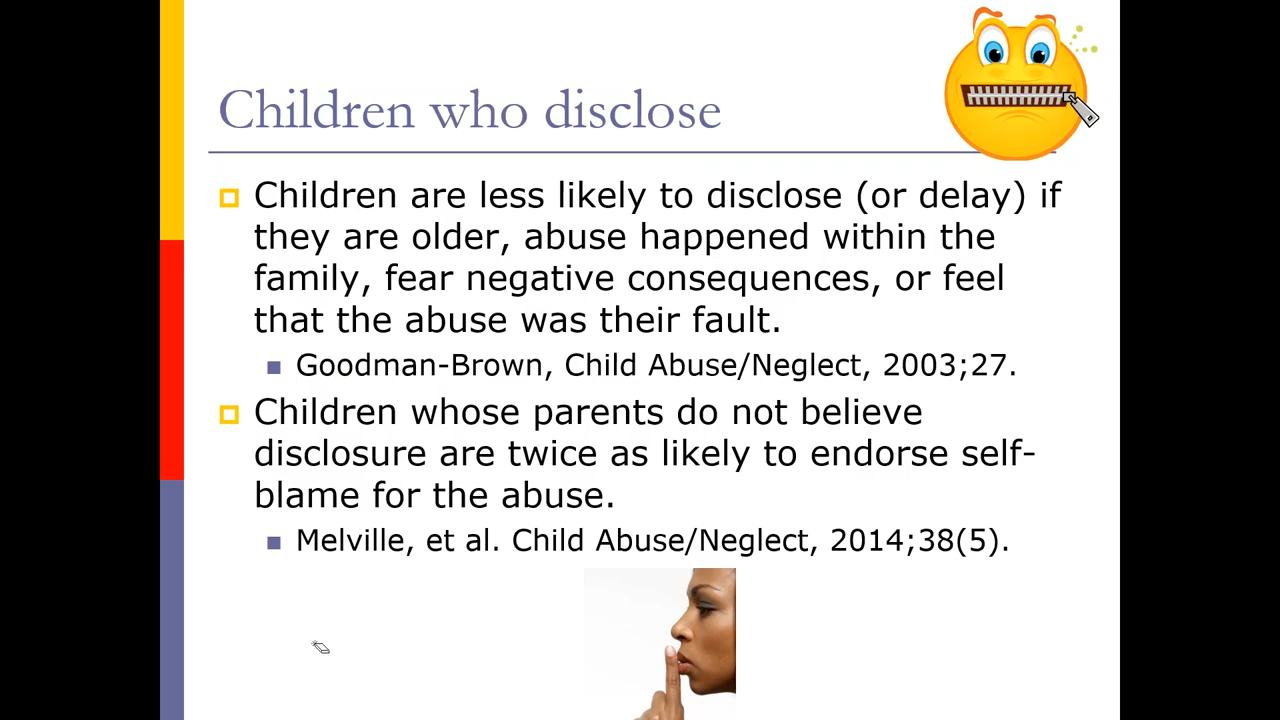 Children who disclose
Children are less likely to disclose (or delay) if
they are older, abuse happened within the
family, fear negative consequences, or feel
that the abuse was their fault.
Goodman-Brown, Child Abuse/Neglect, 2003;27.
Children whose parents do not believe
disclosure are twice as likely to endorse self-
blame for the abuse.
Melville, et al. Child Abuse/Neglect, 2014;38(5).